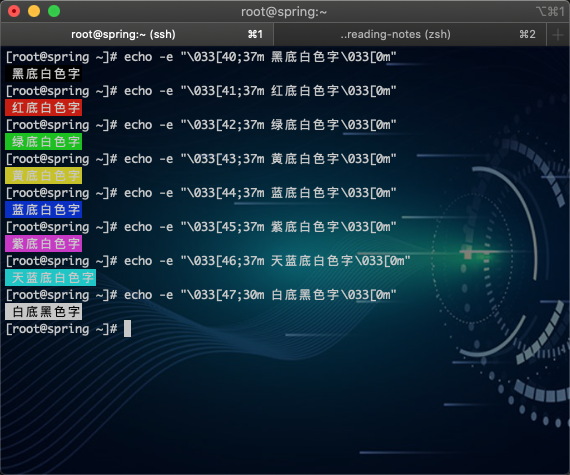 root@spring:~
⌥⌘1
root@spring:~ (ssh) ⌘1 ..reading-notes (zsh) ⌘2 +
[root@spring ~]# echo -e "\033[40;37m 黑底白色字\033[0m"
黑底白色字
[root@spring ~]# echo -e "\033[41;37m 红底白色字\033[0m"
红底白色字
[root@spring ~]# echo -e "\033[42;37m 绿底白色字\033[0m"
绿底白色字
[root@spring ~]# echo -e "\033[43;37m 黄底白色字\033[0m"
黄底白色字
[root@spring ~]# echo -e "\033[44;37m 蓝底白色字\033[0m"
蓝底白色字
[root@spring ~]# echo -e "\033[45;37m 紫底白色字\033[0m"
紫底白色字
[root@spring ~]# echo -e "\033[46;37m 天蓝底白色字\033[0m"
天蓝底白色字
[root@spring ~]# echo -e "\033[47;30m 白底黑色字\033[0m"
白底黑色字
[root@spring ~]#